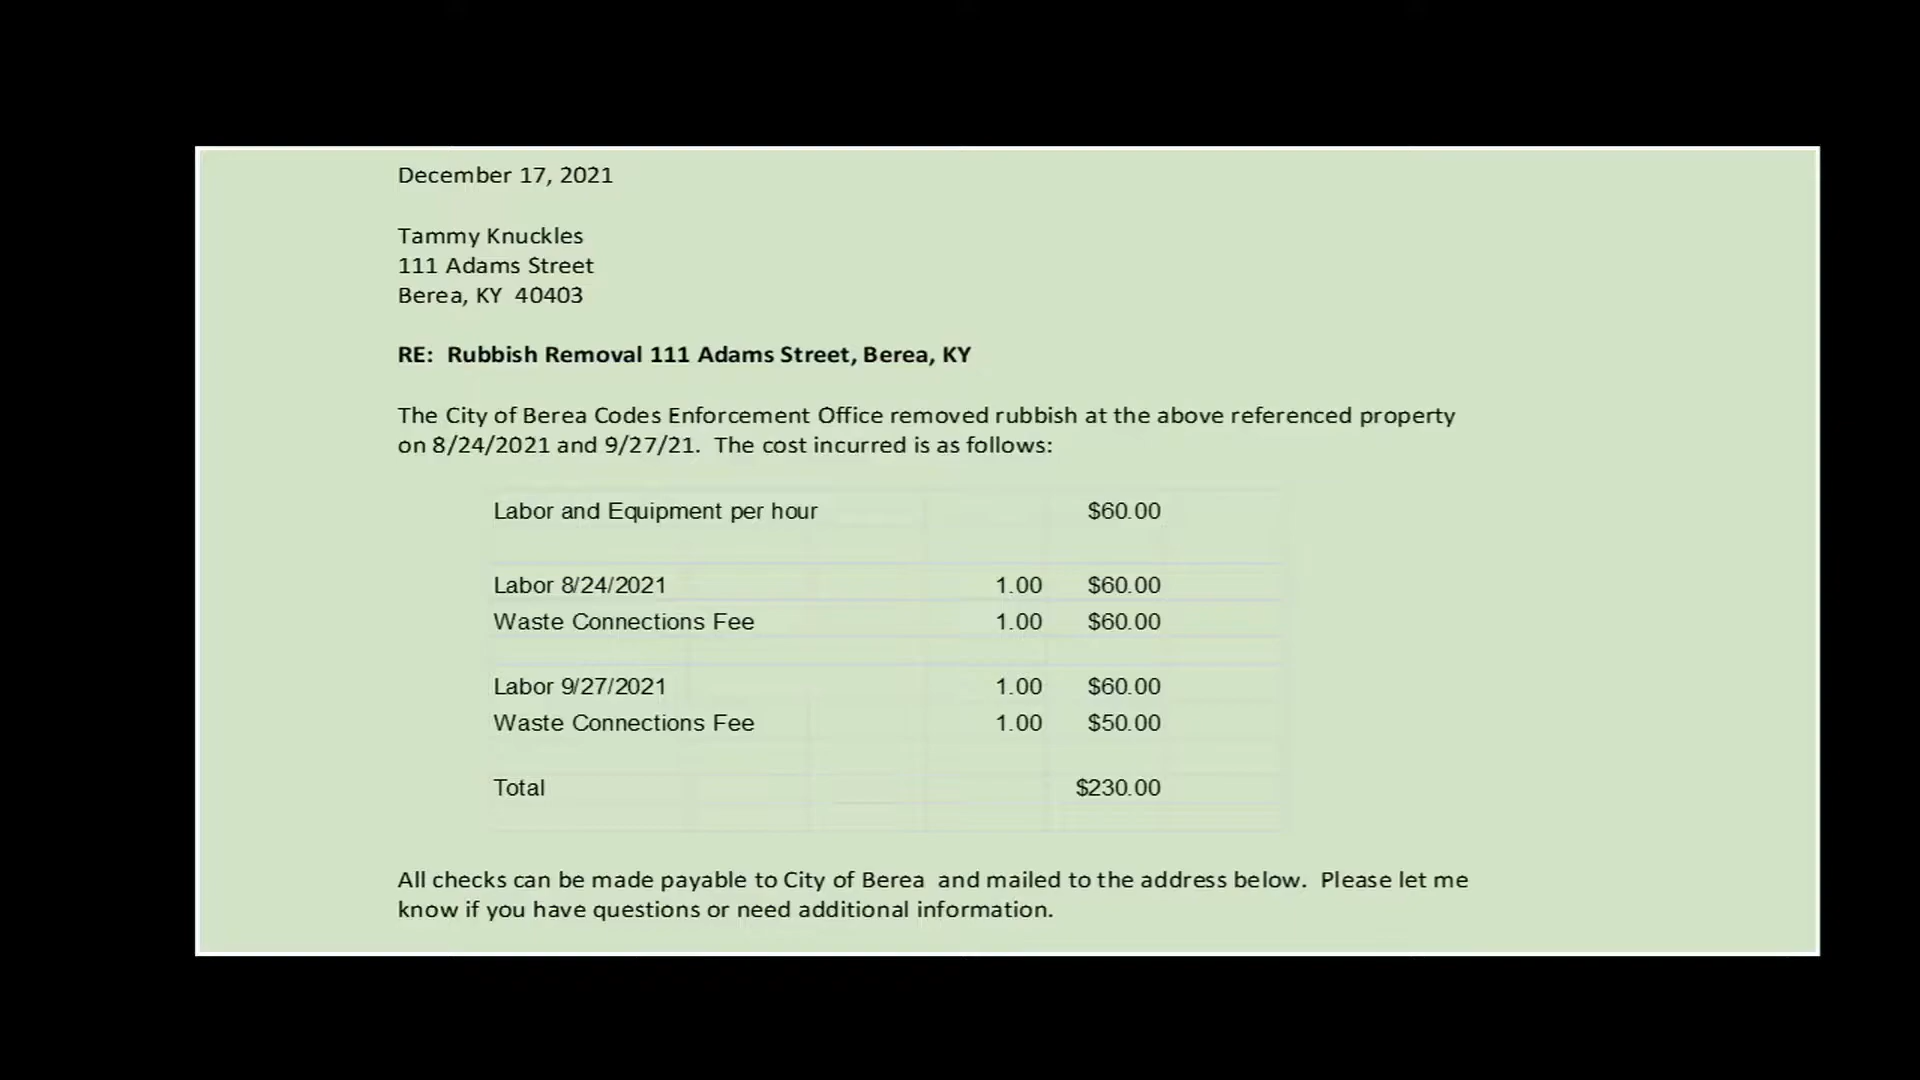 December 17, 2021
Tammy Knuckles
111 Adams Street
Berea, KY 40403
RE: Rubbish Removal 111 Adams Street, Berea, KY
The City of Berea Codes Enforcement Office removed rubbish at the above referenced property
on 8/24/2021 and 9/27/21. The cost incurred is as follows:
Labor and Equipment per hour $60.00
Labor 8/24/2021 1.00 $60.00
Waste Connections Fee 1.00 $60.00
Labor 9/27/2021 1.00 $60.00
Waste Connections Fee 1.00 $50.00
Total $230.00
All checks can be made payable to City of Berea and mailed to the address below. Please let me
know if you have questions or need additional information.